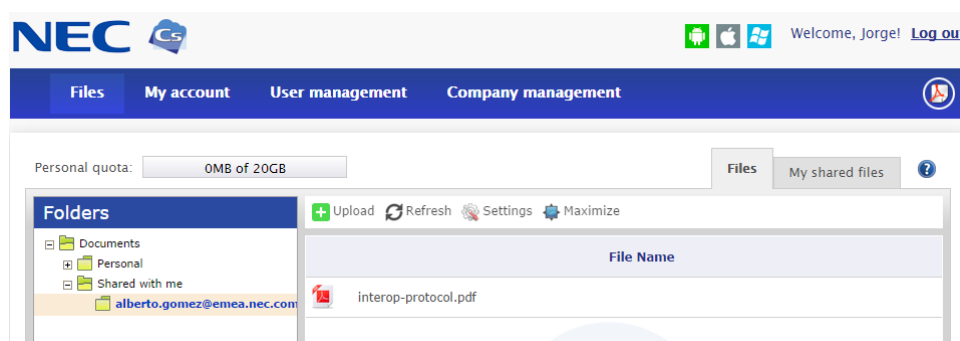 NEC Cs
Welcome, Jorge! Log ou
Files My account User management Company management
Personal quota: 0MB of 20GB
Files My shared files ?
Folders
Upload Refresh Settings Maximize
Documents
Personal
Shared with me
alberto.gomez@emea.nec.com
File Name
interop-protocol.pdf